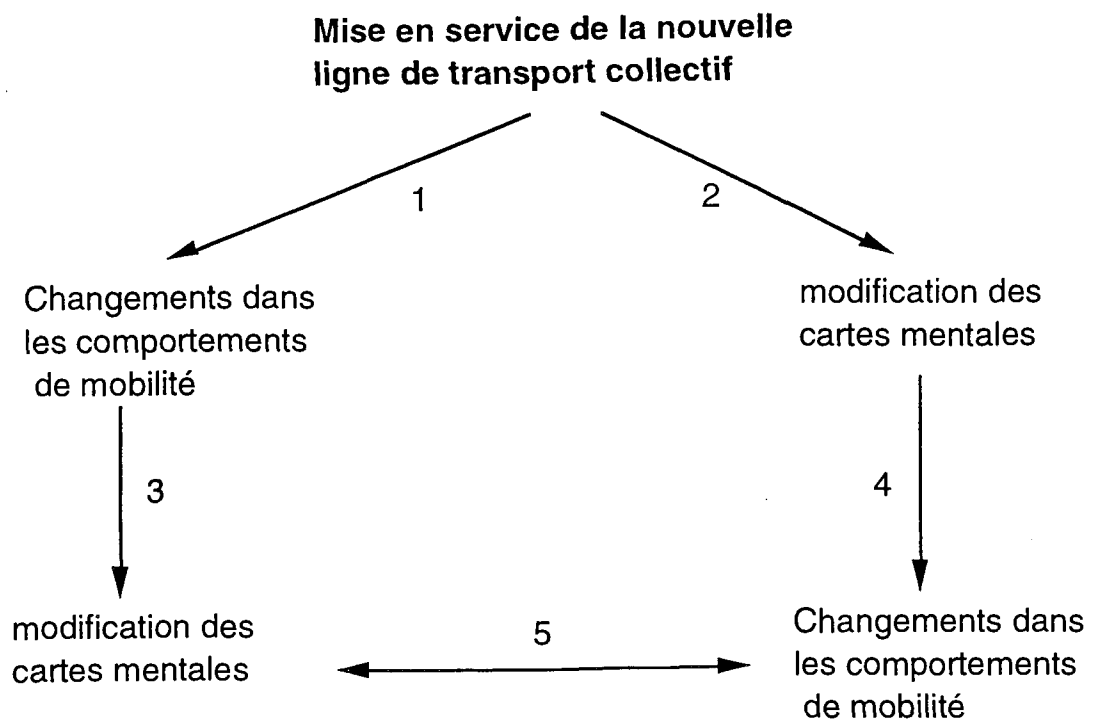 Mise en service de la nouvelle
ligne de transport collectif
1
2
Changements dans
les comportements
de mobilité
modification des
cartes mentales
3
4
modification des
cartes mentales
5
Changements dans
les comportements
de mobilité